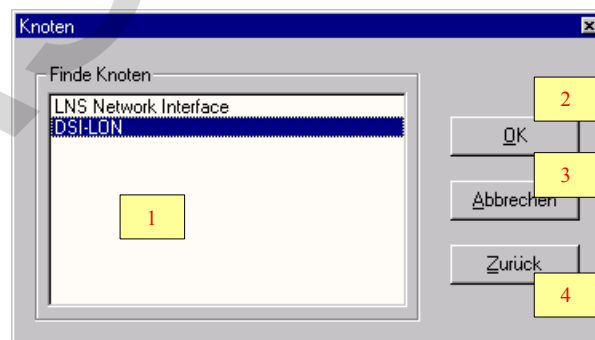 Knoten
Finde Knoten
LNS Network Interface
DSI-LON
1
2
OK
3
Abbrechen
Zurück
4